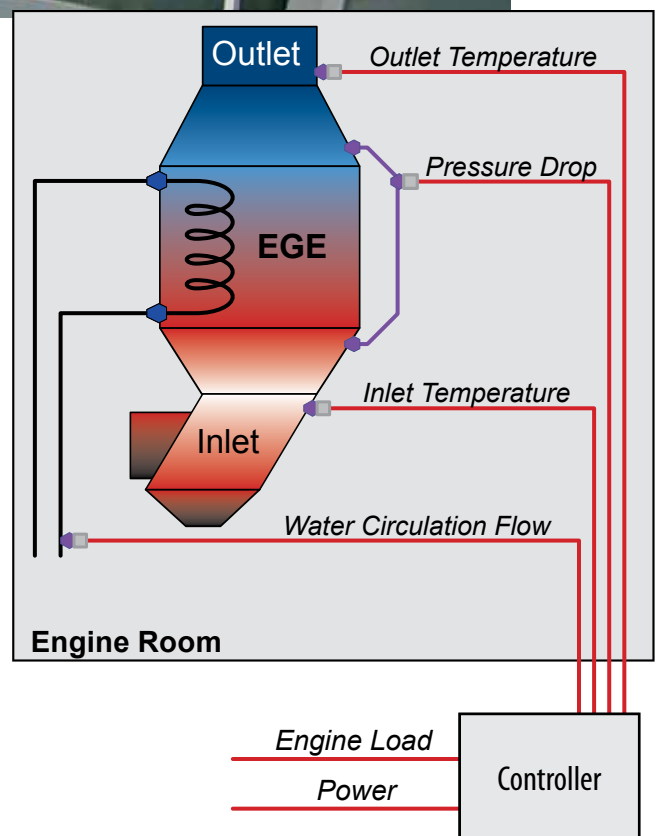 Outlet
Outlet Temperature
Pressure Drop
EGE
Inlet Temperature
Inlet
Water Circulation Flow
Engine Room
Engine Load
Controller
Power